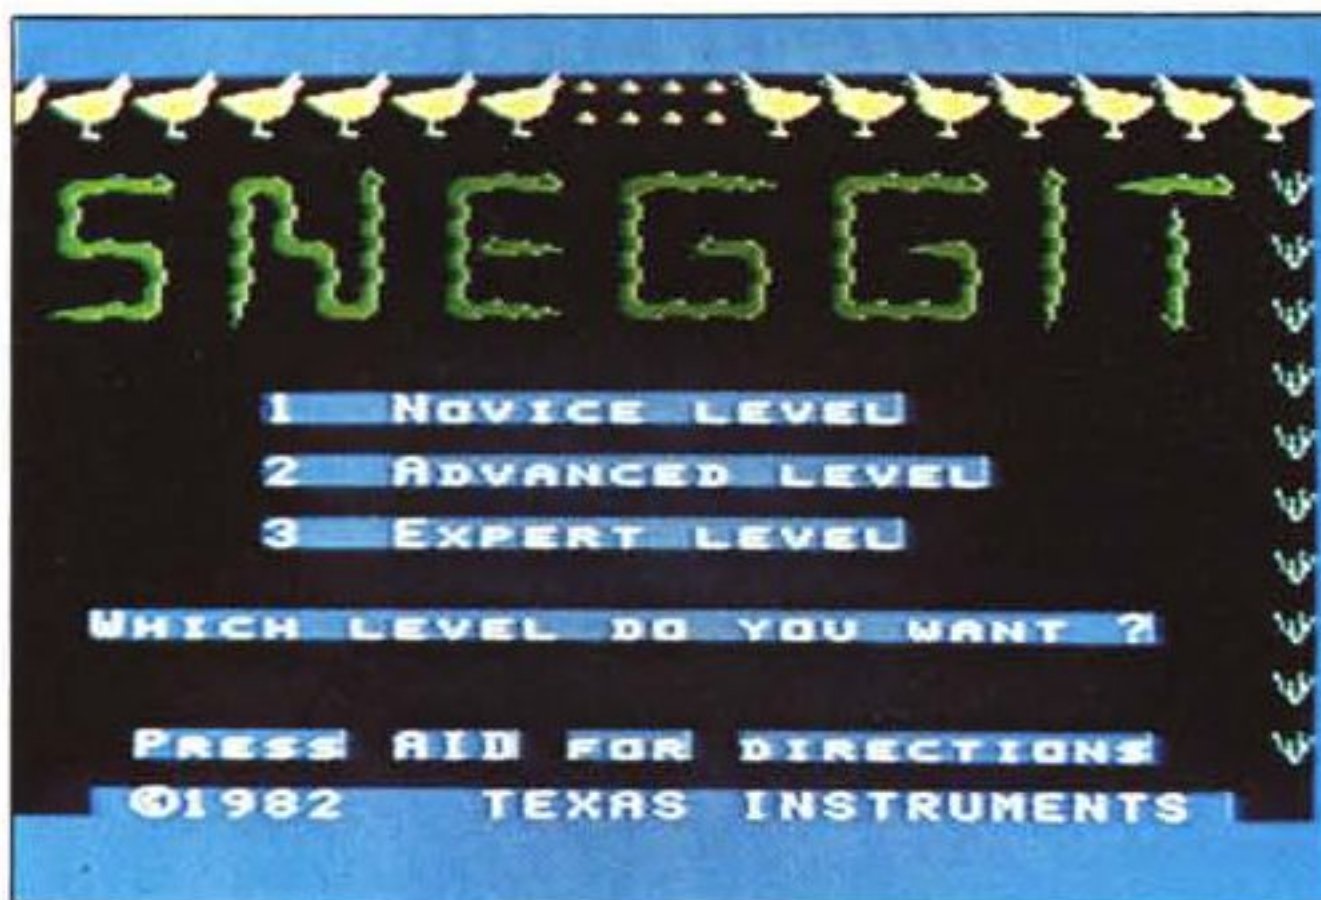 SNEGGIT
1 NOVICE LEVEL
2 ADVANCED LEVEL
3 EXPERT LEVEL
WHICH LEVEL DO YOU WANT ?
PRESS AID FOR DIRECTIONS
©1982 TEXAS INSTRUMENTS